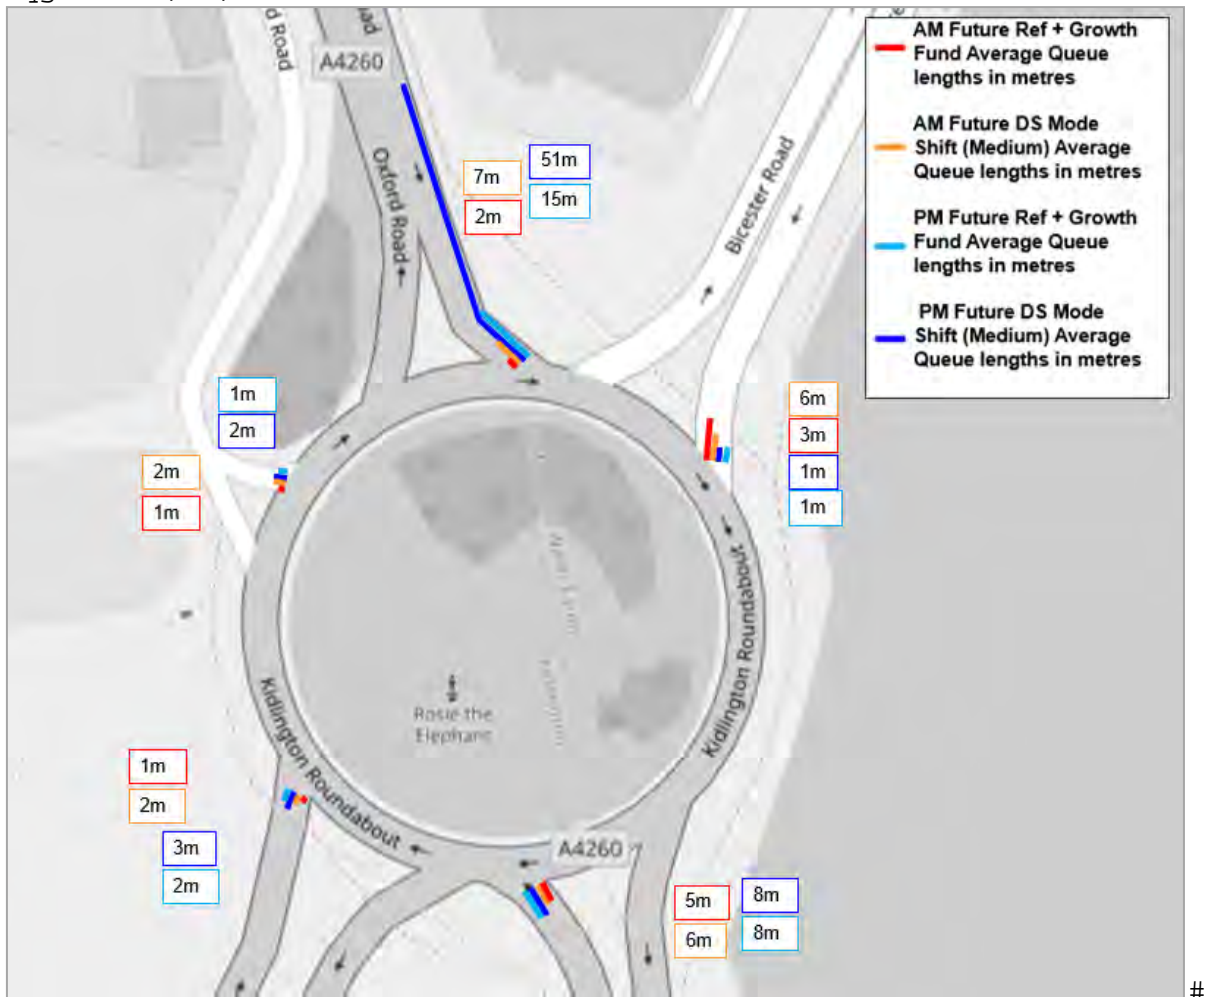 d Road
ad
A4260
Oxford Road
Bicester Road
AM Future Ref + Growth
Fund Average Queue
lengths in metres
AM Future DS Mode
Shift (Medium) Average
Queue lengths in metres
PM Future Ref + Growth
Fund Average Queue
lengths in metres
PM Future DS Mode
Shift (Medium) Average
Queue lengths in metres
7m
51m
2m
15m
1m
2m
2m
1m
6m
3m
1m
1m
Kidlington Roundabout
Rosie the
Elephant
Kidlington Roundabout
1m
2m
3m
2m
A4260
5m
8m
6m
8m
#